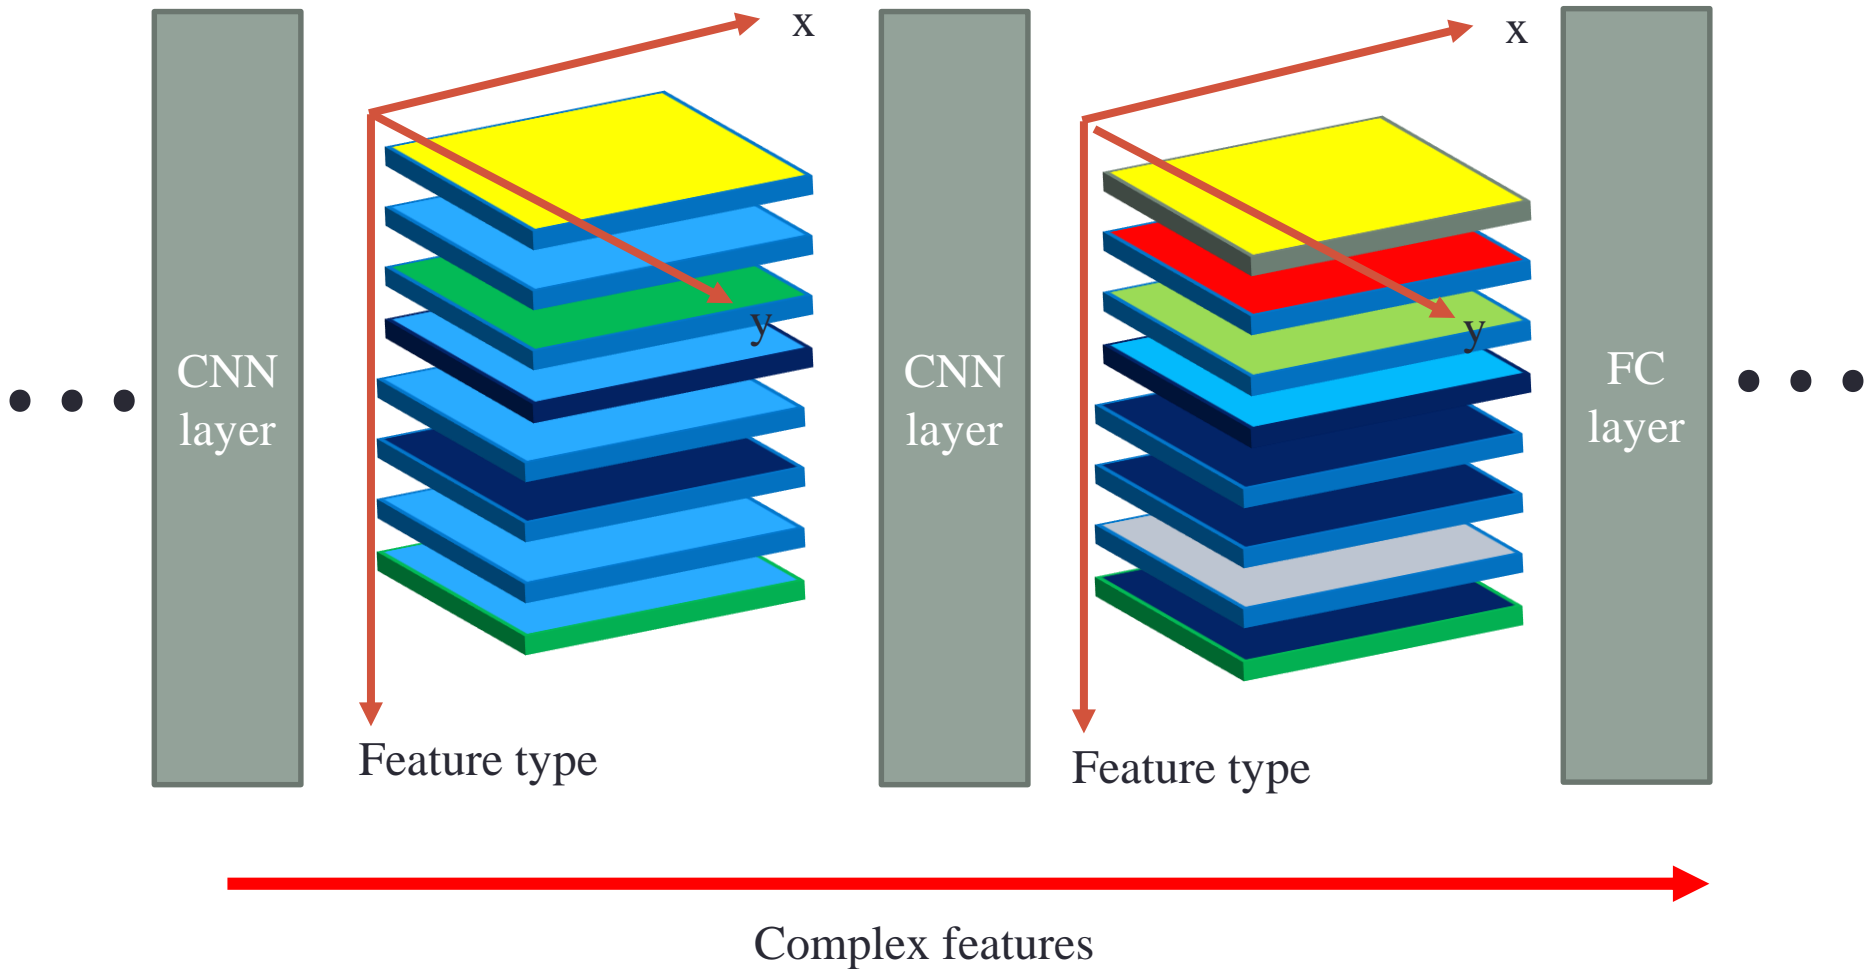 x
x
CNN
layer
y
CNN
layer
y
FC
layer
Feature type
Feature type
Complex features